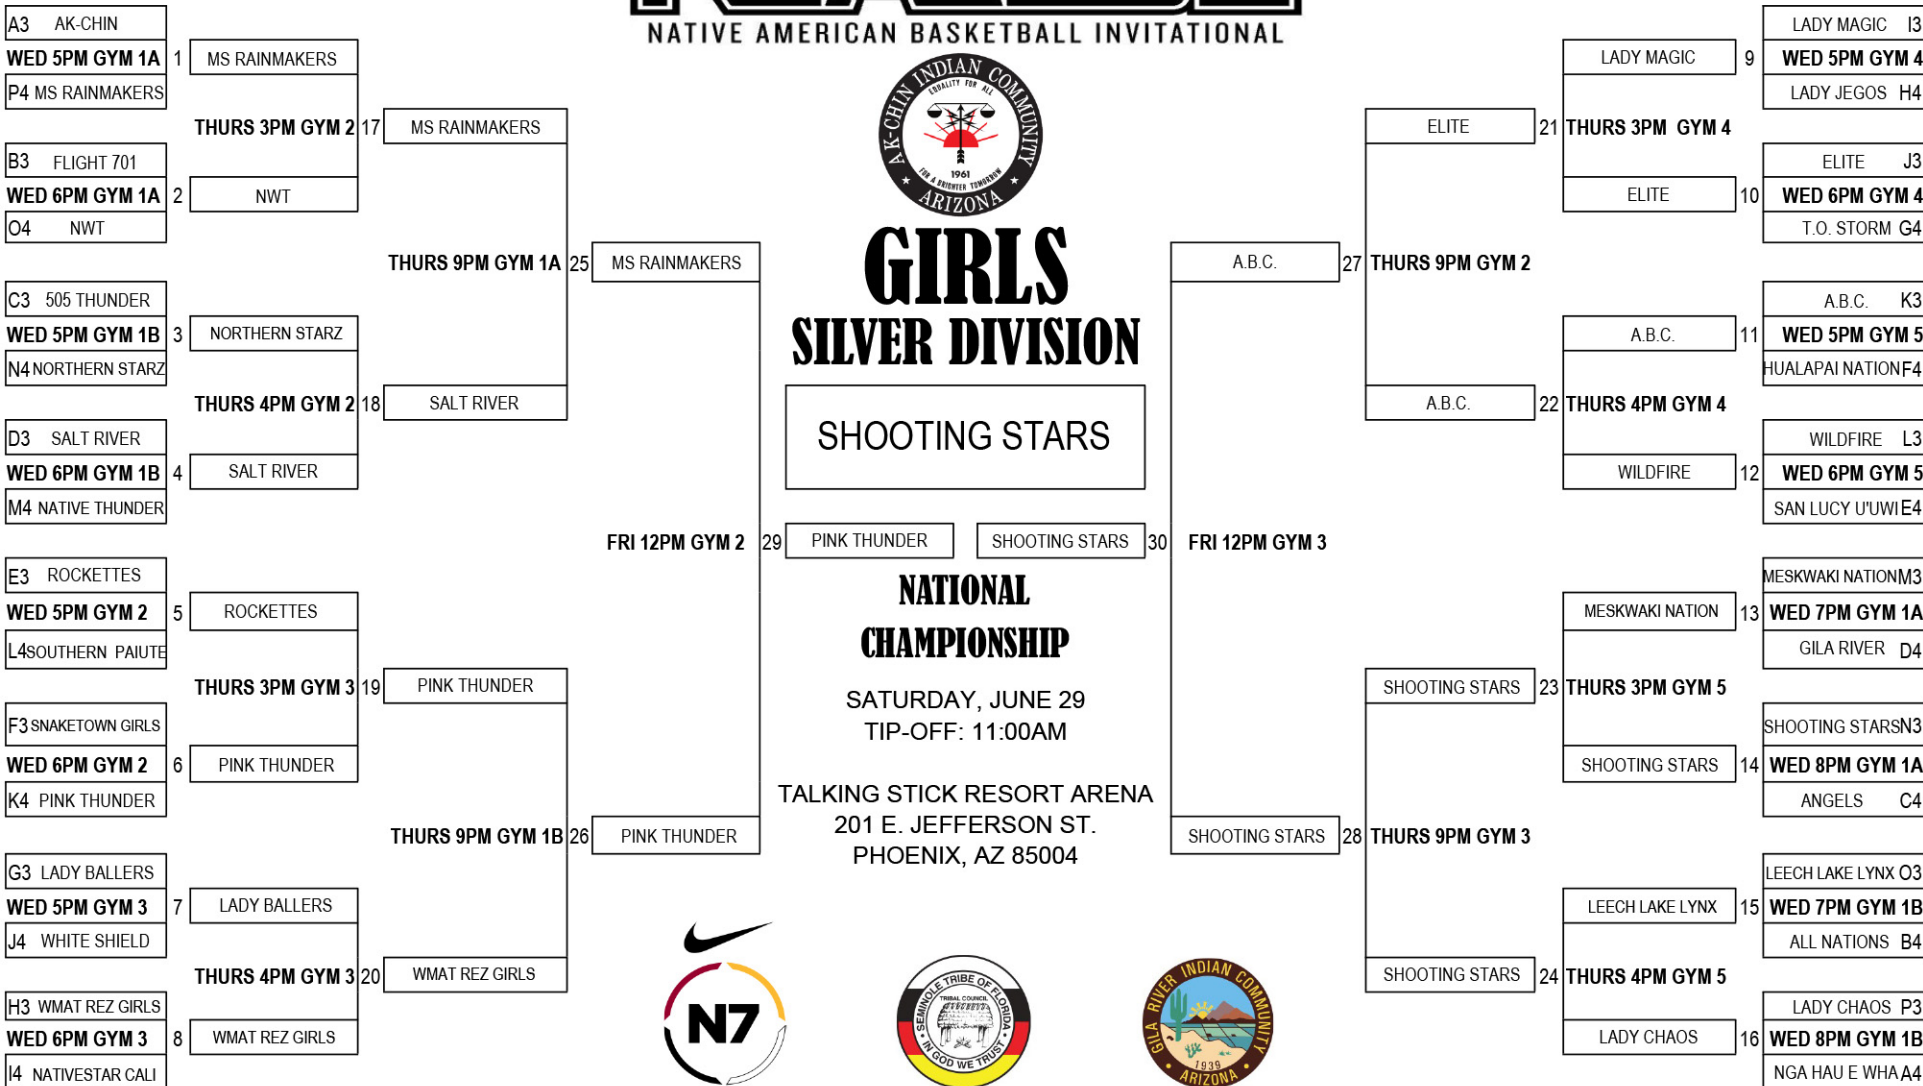 NATIVE AMERICAN BASKETBALL INVITATIONAL
A3 AK-CHIN
WED 5PM GYM 1A 1
P4 MS RAINMAKERS
MS RAINMAKERS
THURS 3PM GYM 2 17
B3 FLIGHT 701
WED 6PM GYM 1A 2
O4 NWT
NWT
MS RAINMAKERS
THURS 9PM GYM 1A 25
C3 505 THUNDER
WED 5PM GYM 1B 3
N4 NORTHERN STARZ
NORTHERN STARZ
THURS 4PM GYM 2 18
D3 SALT RIVER
WED 6PM GYM 1B 4
M4 NATIVE THUNDER
SALT RIVER
SALT RIVER
MS RAINMAKERS
FRI 12PM GYM 2 29
E3 ROCKETTES
WED 5PM GYM 2 5
L4 SOUTHERN PAIUTE
ROCKETTES
THURS 3PM GYM 3 19
F3 SNAKETOWN GIRLS
WED 6PM GYM 2 6
K4 PINK THUNDER
PINK THUNDER
PINK THUNDER
THURS 9PM GYM 1B 26
G3 LADY BALLERS
WED 5PM GYM 3 7
J4 WHITE SHIELD
LADY BALLERS
THURS 4PM GYM 3 20
H3 WMAT REZ GIRLS
WED 6PM GYM 3 8
I4 NATIVESTAR CALI
WMAT REZ GIRLS
WMAT REZ GIRLS
PINK THUNDER
AK-CHIN INDIAN COMMUNITY
EQUALITY FOR ALL
1961
FOR A BRIGHTER TOMORROW
ARIZONA
GIRLS
SILVER DIVISION
SHOOTING STARS
PINK THUNDER
SHOOTING STARS
NATIONAL
CHAMPIONSHIP
SATURDAY, JUNE 29
TIP-OFF: 11:00AM
TALKING STICK RESORT ARENA
201 E. JEFFERSON ST.
PHOENIX, AZ 85004
N7
SEMINOLE TRIBE OF FLORIDA
TRIBAL COUNCIL
IN GOD WE TRUST
GILA RIVER INDIAN COMMUNITY
1939
ARIZONA
LADY MAGIC I3
9 WED 5PM GYM 4
LADY JEGOS H4
LADY MAGIC
21 THURS 3PM GYM 4
ELITE J3
10 WED 6PM GYM 4
T.O. STORM G4
ELITE
ELITE
27 THURS 9PM GYM 2
A.B.C. K3
11 WED 5PM GYM 5
HUALAPAI NATION F4
A.B.C.
22 THURS 4PM GYM 4
WILDFIRE L3
12 WED 6PM GYM 5
SAN LUCY U'UWI E4
WILDFIRE
A.B.C.
A.B.C.
30 FRI 12PM GYM 3
MESKWAKI NATION M3
13 WED 7PM GYM 1A
GILA RIVER D4
MESKWAKI NATION
23 THURS 3PM GYM 5
SHOOTING STARS N3
14 WED 8PM GYM 1A
ANGELS C4
SHOOTING STARS
SHOOTING STARS
28 THURS 9PM GYM 3
LEECH LAKE LYNX O3
15 WED 7PM GYM 1B
ALL NATIONS B4
LEECH LAKE LYNX
24 THURS 4PM GYM 5
LADY CHAOS P3
16 WED 8PM GYM 1B
NGA HAU E WHA A4
LADY CHAOS
SHOOTING STARS
SHOOTING STARS